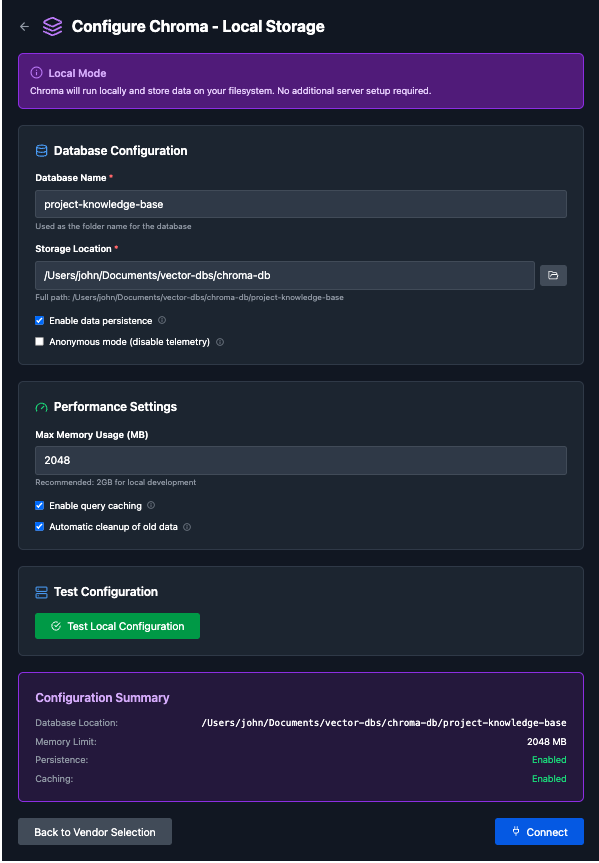 Configure Chroma - Local Storage
Local Mode
Chroma will run locally and store data on your filesystem. No additional server setup required.
Database Configuration
Database Name *
project-knowledge-base
Used as the folder name for the database
Storage Location *
/Users/john/Documents/vector-dbs/chroma-db
Full path: /Users/john/Documents/vector-dbs/chroma-db/project-knowledge-base
Enable data persistence
Anonymous mode (disable telemetry)
Performance Settings
Max Memory Usage (MB)
2048
Recommended: 2GB for local development
Enable query caching
Automatic cleanup of old data
Test Configuration
Test Local Configuration
Configuration Summary
Database Location: /Users/john/Documents/vector-dbs/chroma-db/project-knowledge-base
Memory Limit: 2048 MB
Persistence: Enabled
Caching: Enabled
Back to Vendor Selection Connect